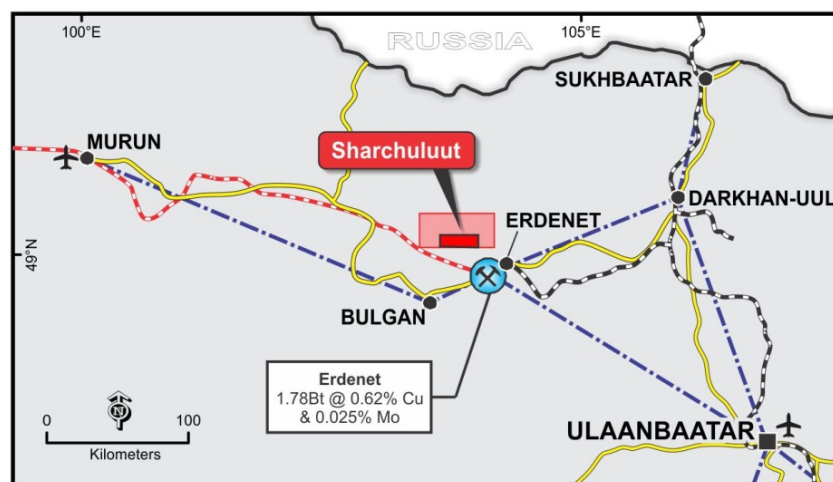 100°E
105°E
RUSSIA
SUKHBAATAR
MURUN
Sharchuluut
DARKHAN-UUL
ERDENET
49°N
BULGAN
Erdenet
1.78Bt @ 0.62% Cu
& 0.025% Mo
N
0 100
Kilometers
ULAANBAATAR